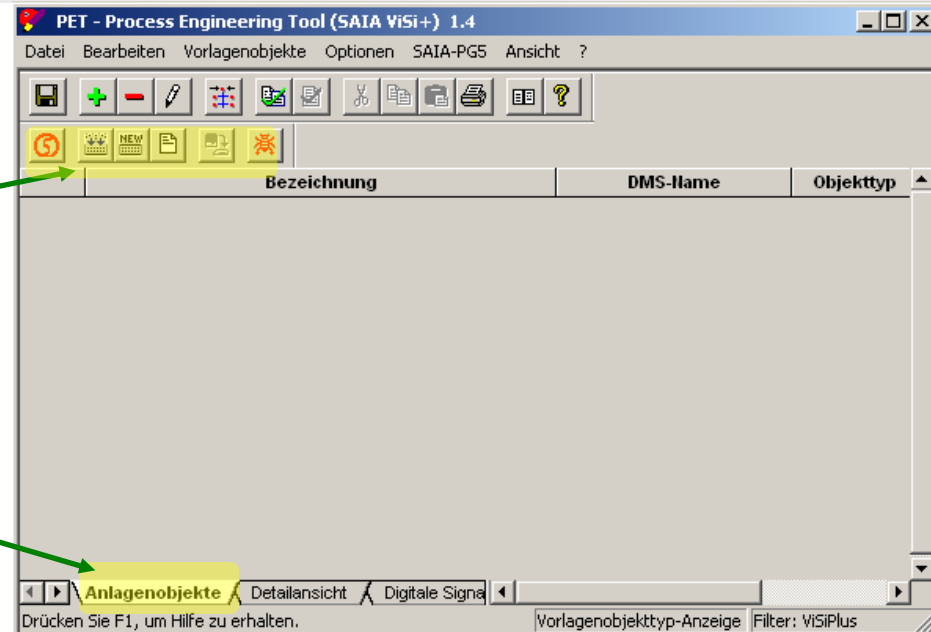 PET - Process Engineering Tool (SAIA ViSi+) 1.4
Datei Bearbeiten Vorlagenobjekte Optionen SAIA-PG5 Ansicht ?
NEW
Bezeichnung DMS-Name Objekttyp
Anlagenobjekte Detailansicht Digitale Signa
Drücken Sie F1, um Hilfe zu erhalten. Vorlagenobjekttyp-Anzeige Filter: ViSiPlus